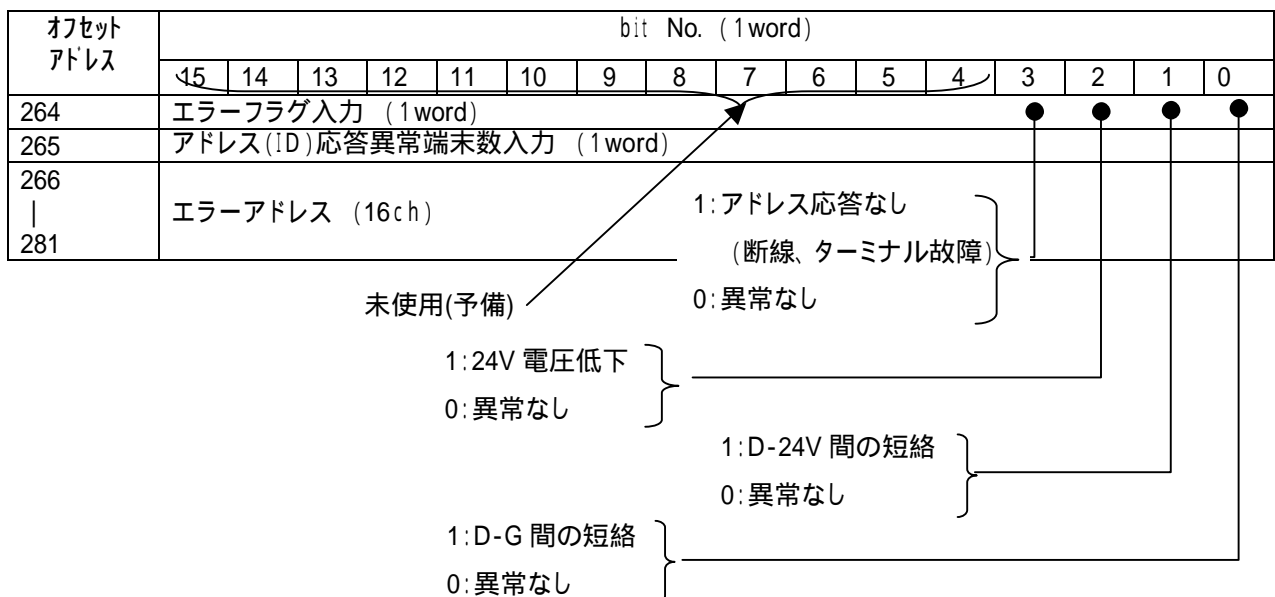 オフセット
アドレス
bit No. (1word)
15 14 13 12 11 10 9 8 7 6 5 4 3 2 1 0
264 エラーフラグ入力 (1word)
265 アドレス(ID)応答異常端末数入力 (1word)
266
|
281
エラーアドレス (16ch)
1:アドレス応答なし
(断線、ターミナル故障)
0:異常なし
未使用(予備)
1:24V 電圧低下
0:異常なし
1:D-24V 間の短絡
0:異常なし
1:D-G 間の短絡
0:異常なし